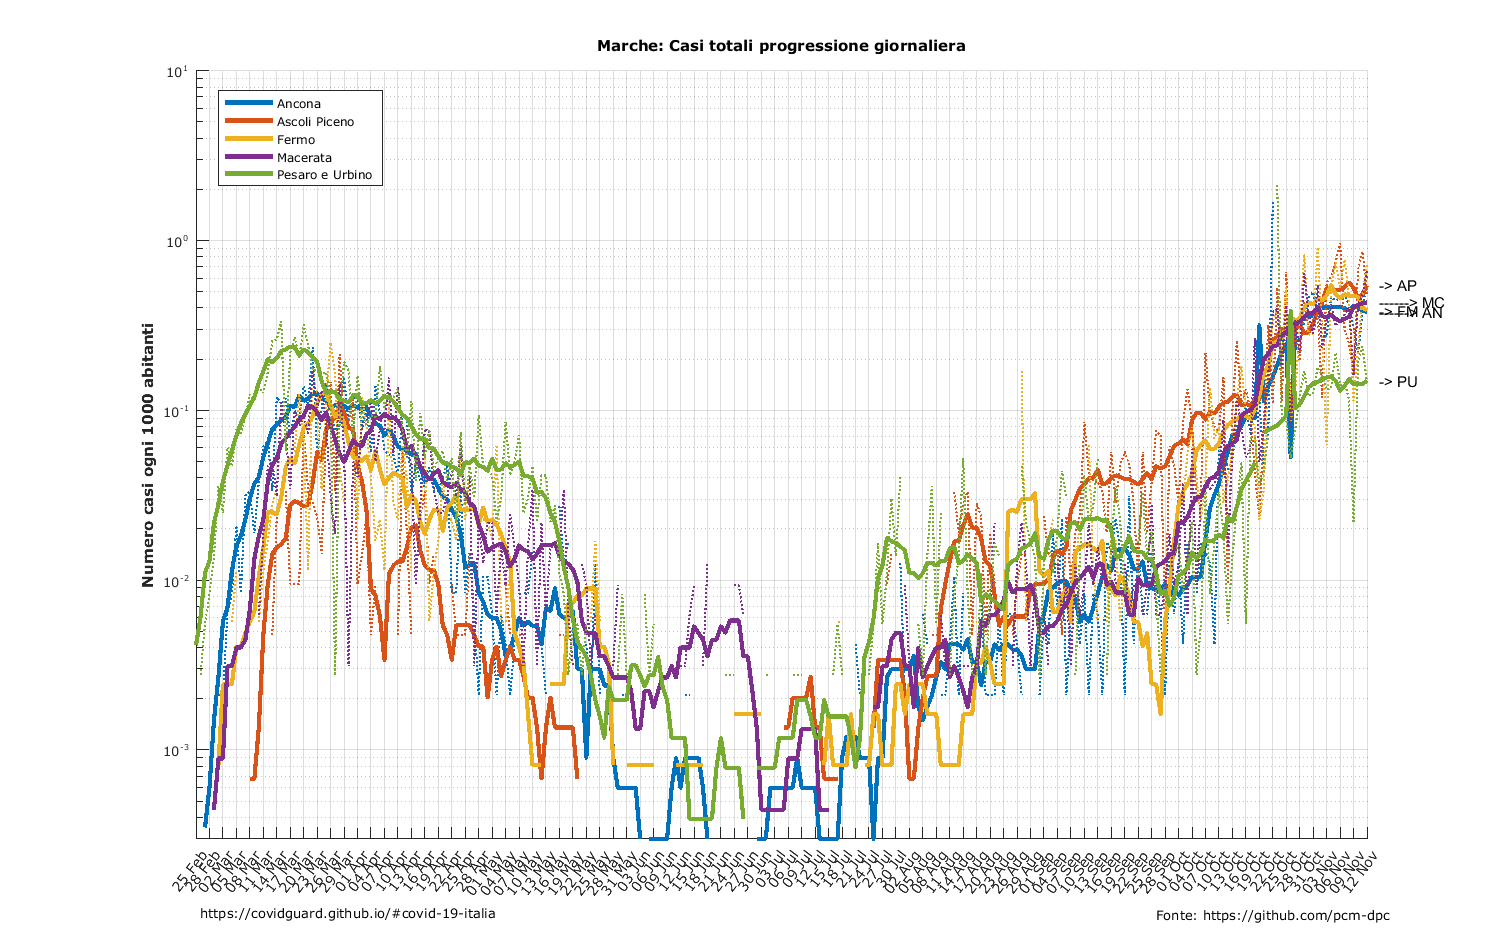 Marche: Casi totali progressione giornaliera
Numero casi ogni 1000 abitanti
10¹
10⁰
10⁻¹
10⁻²
10⁻³
Ancona
Ascoli Piceno
Fermo
Macerata
Pesaro e Urbino
-> AP
------> MC
-> FM
-----> AN
-> PU
25 Feb
28 Feb
02 Mar
05 Mar
08 Mar
11 Mar
14 Mar
17 Mar
20 Mar
23 Mar
26 Mar
29 Mar
01 Apr
04 Apr
07 Apr
10 Apr
13 Apr
16 Apr
19 Apr
22 Apr
25 Apr
28 Apr
01 May
04 May
07 May
10 May
13 May
16 May
19 May
22 May
25 May
28 May
31 May
03 Jun
06 Jun
09 Jun
12 Jun
15 Jun
18 Jun
21 Jun
24 Jun
27 Jun
30 Jun
03 Jul
06 Jul
09 Jul
12 Jul
15 Jul
18 Jul
21 Jul
24 Jul
27 Jul
30 Jul
02 Aug
05 Aug
08 Aug
11 Aug
14 Aug
17 Aug
20 Aug
23 Aug
26 Aug
29 Aug
01 Sep
04 Sep
07 Sep
10 Sep
13 Sep
16 Sep
19 Sep
22 Sep
25 Sep
28 Sep
01 Oct
04 Oct
07 Oct
10 Oct
13 Oct
16 Oct
19 Oct
22 Oct
25 Oct
28 Oct
31 Oct
03 Nov
06 Nov
09 Nov
12 Nov
https://covidguard.github.io/#covid-19-italia
Fonte: https://github.com/pcm-dpc